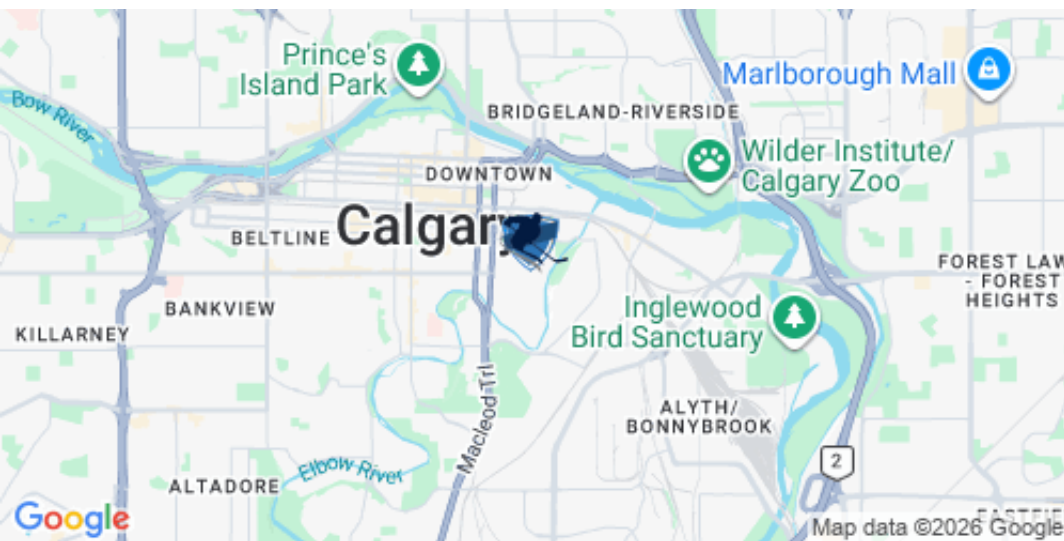 Prince's
Island Park
Marlborough Mall
Bow River
BRIDGELAND-RIVERSIDE
Wilder Institute/
Calgary Zoo
DOWNTOWN
Calgary
BELTLINE
FOREST LAW
- FOREST
HEIGHTS
BANKVIEW
Inglewood
Bird Sanctuary
KILLARNEY
Macleod Trl
ALYTH/
BONNYBROOK
2
Elbow River
ALTADORE
Google
EASTFIE
Map data ©2026 Google